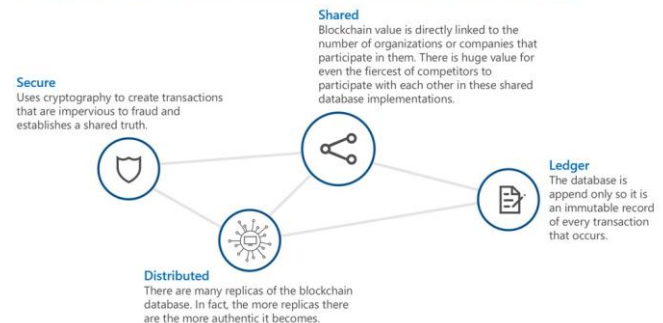 Shared
Blockchain value is directly linked to the
number of organizations or companies that
participate in them. There is huge value for
even the fiercest of competitors to
participate with each other in these shared
database implementations.
Secure
Uses cryptography to create transactions
that are impervious to fraud and
establishes a shared truth.
Ledger
The database is
append only so it is
an immutable record
of every transaction
that occurs.
Distributed
There are many replicas of the blockchain
database. In fact, the more replicas there
are the more authentic it becomes.